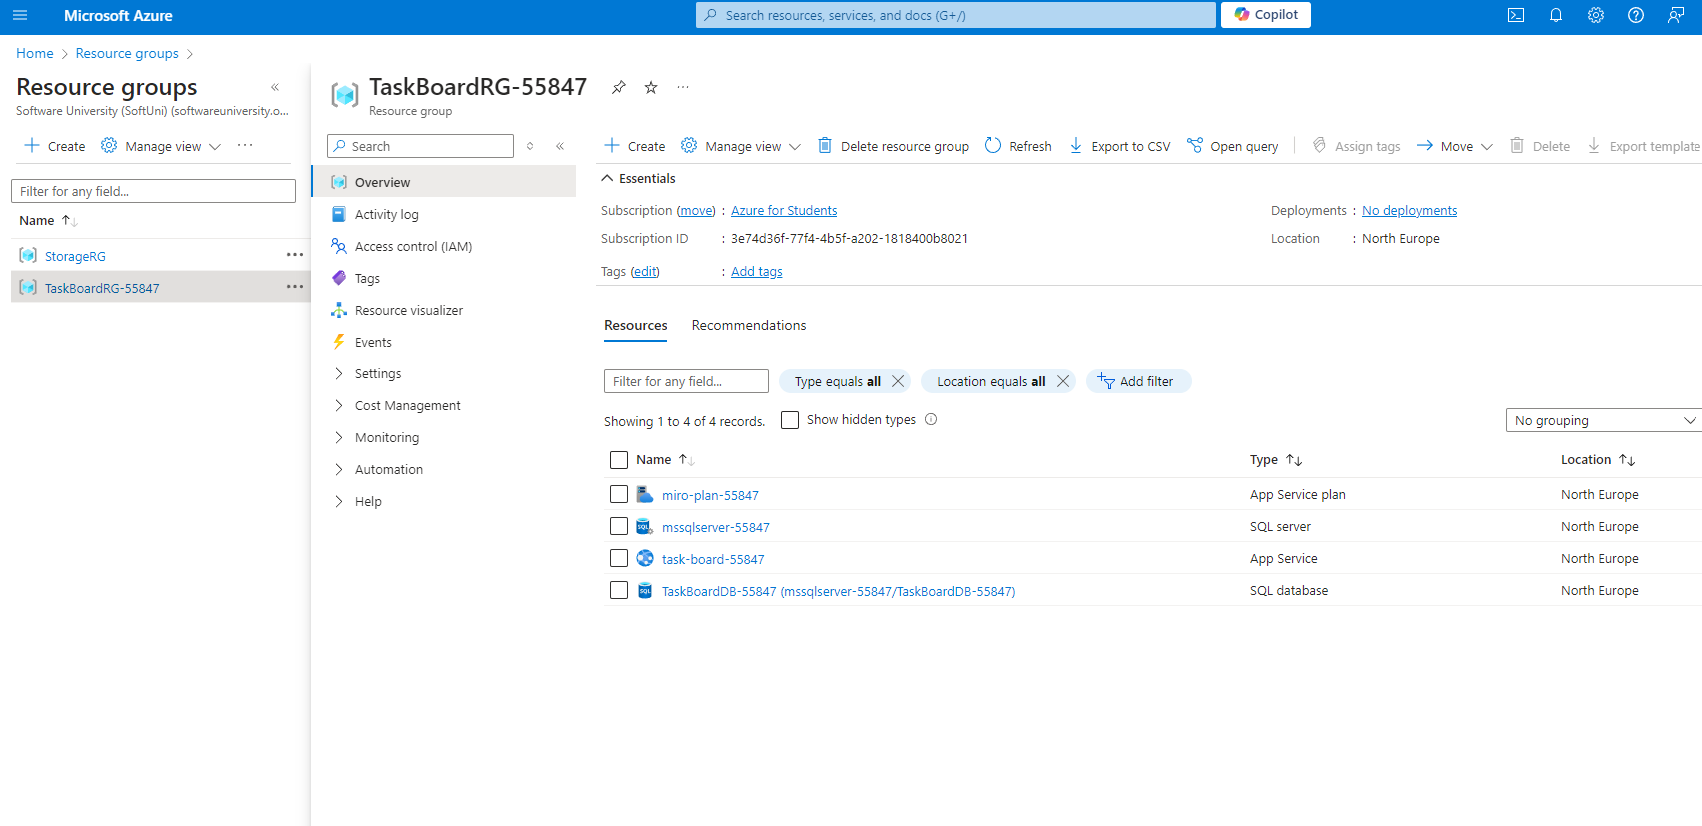 Microsoft Azure
Search resources, services, and docs (G+/)
Copilot
Home
Resource groups
Resource groups
Software University (SoftUni) (softwareuniversity.o...
Create
Manage view
Filter for any field...
Name
StorageRG
TaskBoardRG-55847
TaskBoardRG-55847
Resource group
Search
Overview
Activity log
Access control (IAM)
Tags
Resource visualizer
Events
Settings
Cost Management
Monitoring
Automation
Help
Create
Manage view
Delete resource group
Refresh
Export to CSV
Open query
Assign tags
Move
Delete
Export template
Essentials
Subscription (move) : Azure for Students
Subscription ID : 3e74d36f-77f4-4b5f-a202-1818400b8021
Tags (edit) : Add tags
Deployments : No deployments
Location : North Europe
Resources Recommendations
Filter for any field...
Type equals all
Location equals all
Add filter
Showing 1 to 4 of 4 records.
Show hidden types
No grouping
Name Type Location
miro-plan-55847 App Service plan North Europe
mssqlserver-55847 SQL server North Europe
task-board-55847 App Service North Europe
TaskBoardDB-55847 (mssqlserver-55847/TaskBoardDB-55847) SQL database North Europe